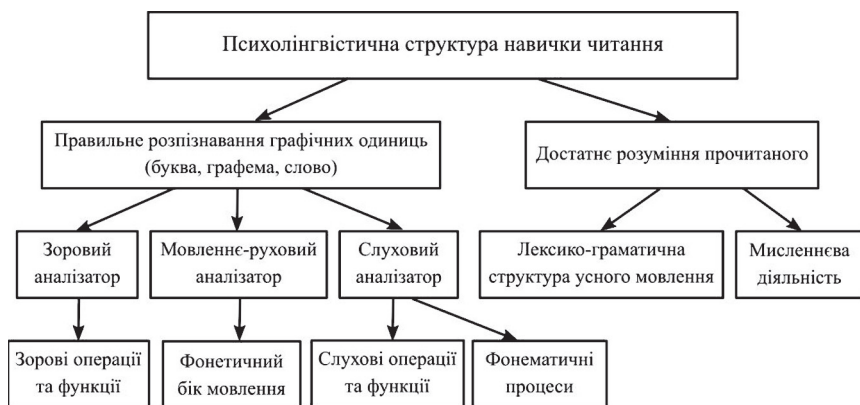 Психолінгвістична структура навички читання
Правильне розпізнавання графічних одиниць
(буква, графема, слово)
Достатнє розуміння прочитаного
Зоровий
аналізатор
Мовленнє-руховий
аналізатор
Слуховий
аналізатор
Лексико-граматична
структура усного мовлення
Мисленнєва
діяльність
Зорові операції
та функції
Фонетичний
бік мовлення
Слухові операції
та функції
Фонематичні
процеси